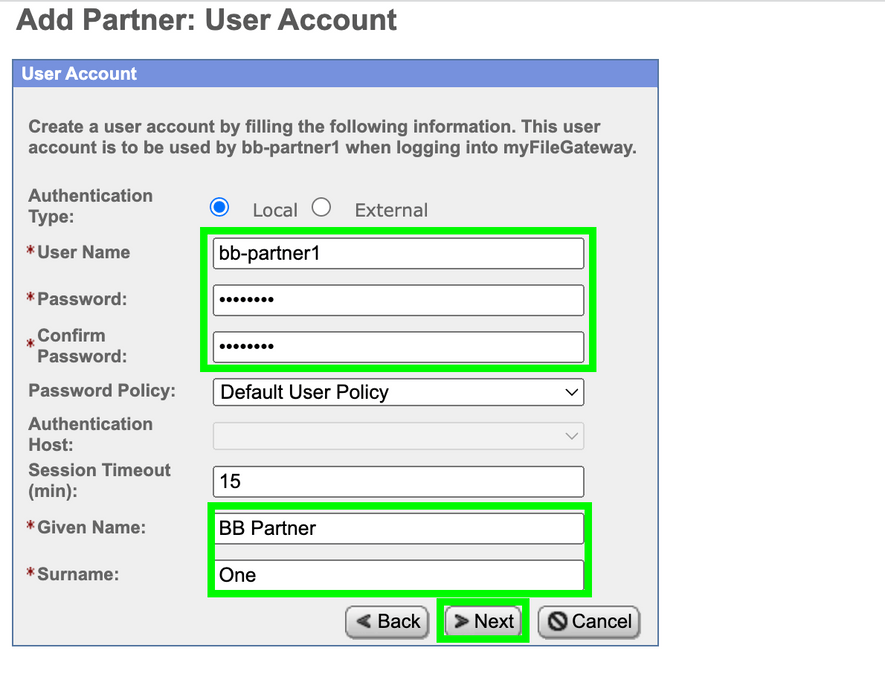 Add Partner: User Account
User Account
Create a user account by filling the following information. This user
account is to be used by bb-partner1 when logging into myFileGateway.
Authentication
Type:
Local External
*User Name bb-partner1
*Password: ••••••••
*Confirm
Password: ••••••••
Password Policy: Default User Policy
Authentication
Host:
Session Timeout
(min): 15
*Given Name: BB Partner
*Surname: One
Back Next Cancel